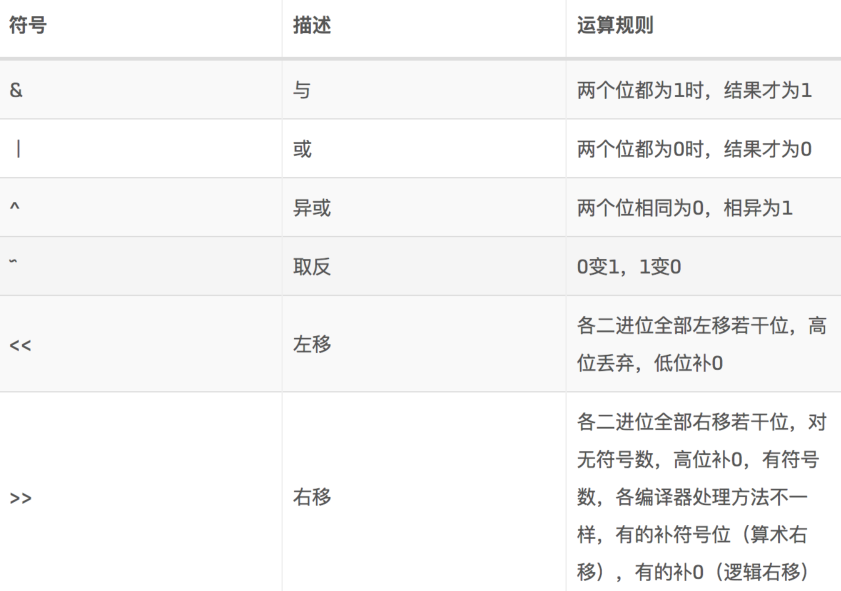 符号 描述 运算规则
& 与 两个位都为1时，结果才为1
| 或 两个位都为0时，结果才为0
^ 异或 两个位相同为0，相异为1
~ 取反 0变1，1变0
<< 左移 各二进位全部左移若干位，高
位丢弃，低位补0
>> 右移 各二进位全部右移若干位，对
无符号数，高位补0，有符号
数，各编译器处理方法不一
样，有的补符号位（算术右
移），有的补0（逻辑右移）